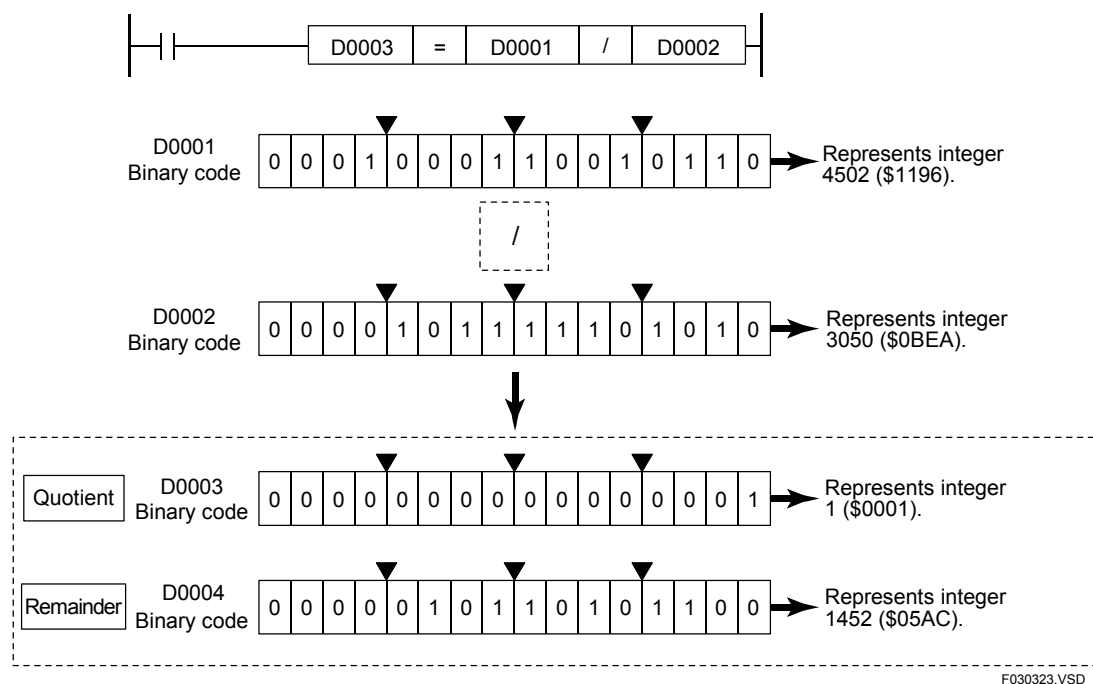 D0003 = D0001 / D0002
D0001
Binary code
0 0 0 1 0 0 0 1 1 0 0 1 0 1 1 0
Represents integer
4502 ($1196).
/
D0002
Binary code
0 0 0 0 1 0 1 1 1 1 1 0 1 0 1 0
Represents integer
3050 ($0BEA).
Quotient
D0003
Binary code
0 0 0 0 0 0 0 0 0 0 0 0 0 0 0 1
Represents integer
1 ($0001).
Remainder
D0004
Binary code
0 0 0 0 0 1 0 1 1 0 1 0 1 1 0 0
Represents integer
1452 ($05AC).
F030323.VSD